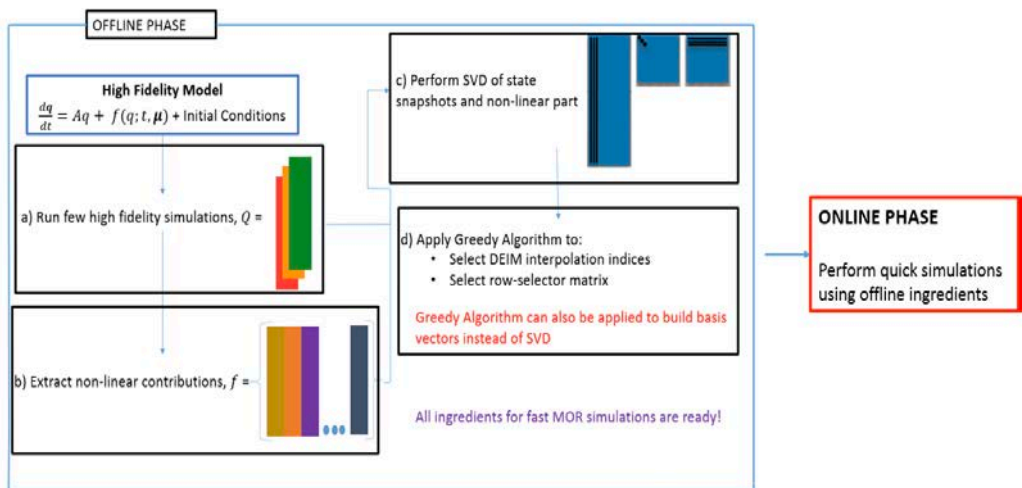 OFFLINE PHASE
High Fidelity Model
dq/dt = Aq + f(q; t, μ) + Initial Conditions
a) Run few high fidelity simulations, Q =
b) Extract non-linear contributions, f =
c) Perform SVD of state
snapshots and non-linear part
d) Apply Greedy Algorithm to:
• Select DEIM interpolation indices
• Select row-selector matrix
Greedy Algorithm can also be applied to build basis
vectors instead of SVD
All ingredients for fast MOR simulations are ready!
ONLINE PHASE
Perform quick simulations
using offline ingredients